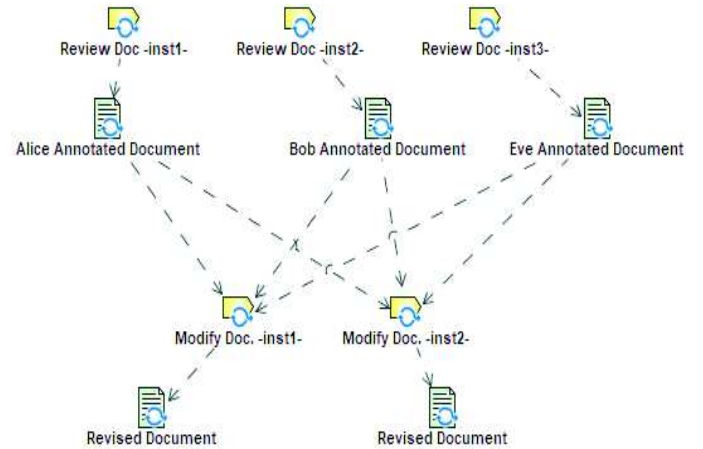 Review Doc -inst1-
Review Doc -inst2-
Review Doc -inst3-
Alice Annotated Document
Bob Annotated Document
Eve Annotated Document
Modify Doc. -inst1-
Modify Doc. -inst2-
Revised Document
Revised Document